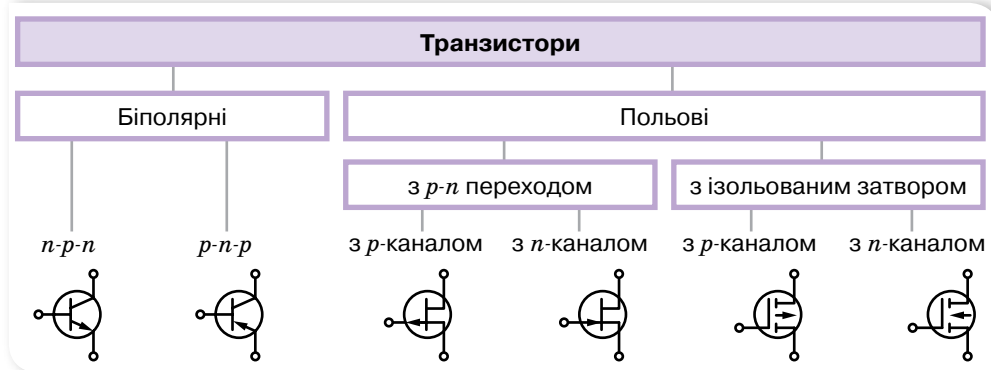 Транзистори
Біполярні
Польові
з p-n переходом
з ізольованим затвором
n-p-n
p-n-p
з p-каналом
з n-каналом
з p-каналом
з n-каналом